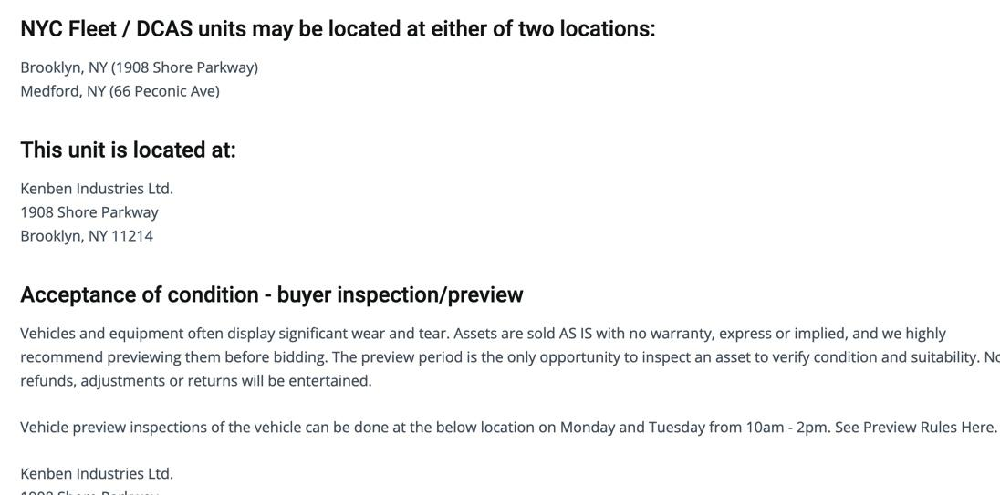 NYC Fleet / DCAS units may be located at either of two locations:
Brooklyn, NY (1908 Shore Parkway)
Medford, NY (66 Peconic Ave)
This unit is located at:
Kenben Industries Ltd.
1908 Shore Parkway
Brooklyn, NY 11214
Acceptance of condition - buyer inspection/preview
Vehicles and equipment often display significant wear and tear. Assets are sold AS IS with no warranty, express or implied, and we highly
recommend previewing them before bidding. The preview period is the only opportunity to inspect an asset to verify condition and suitability. No
refunds, adjustments or returns will be entertained.
Vehicle preview inspections of the vehicle can be done at the below location on Monday and Tuesday from 10am - 2pm. See Preview Rules Here.
Kenben Industries Ltd.
1908 Shore Parkway